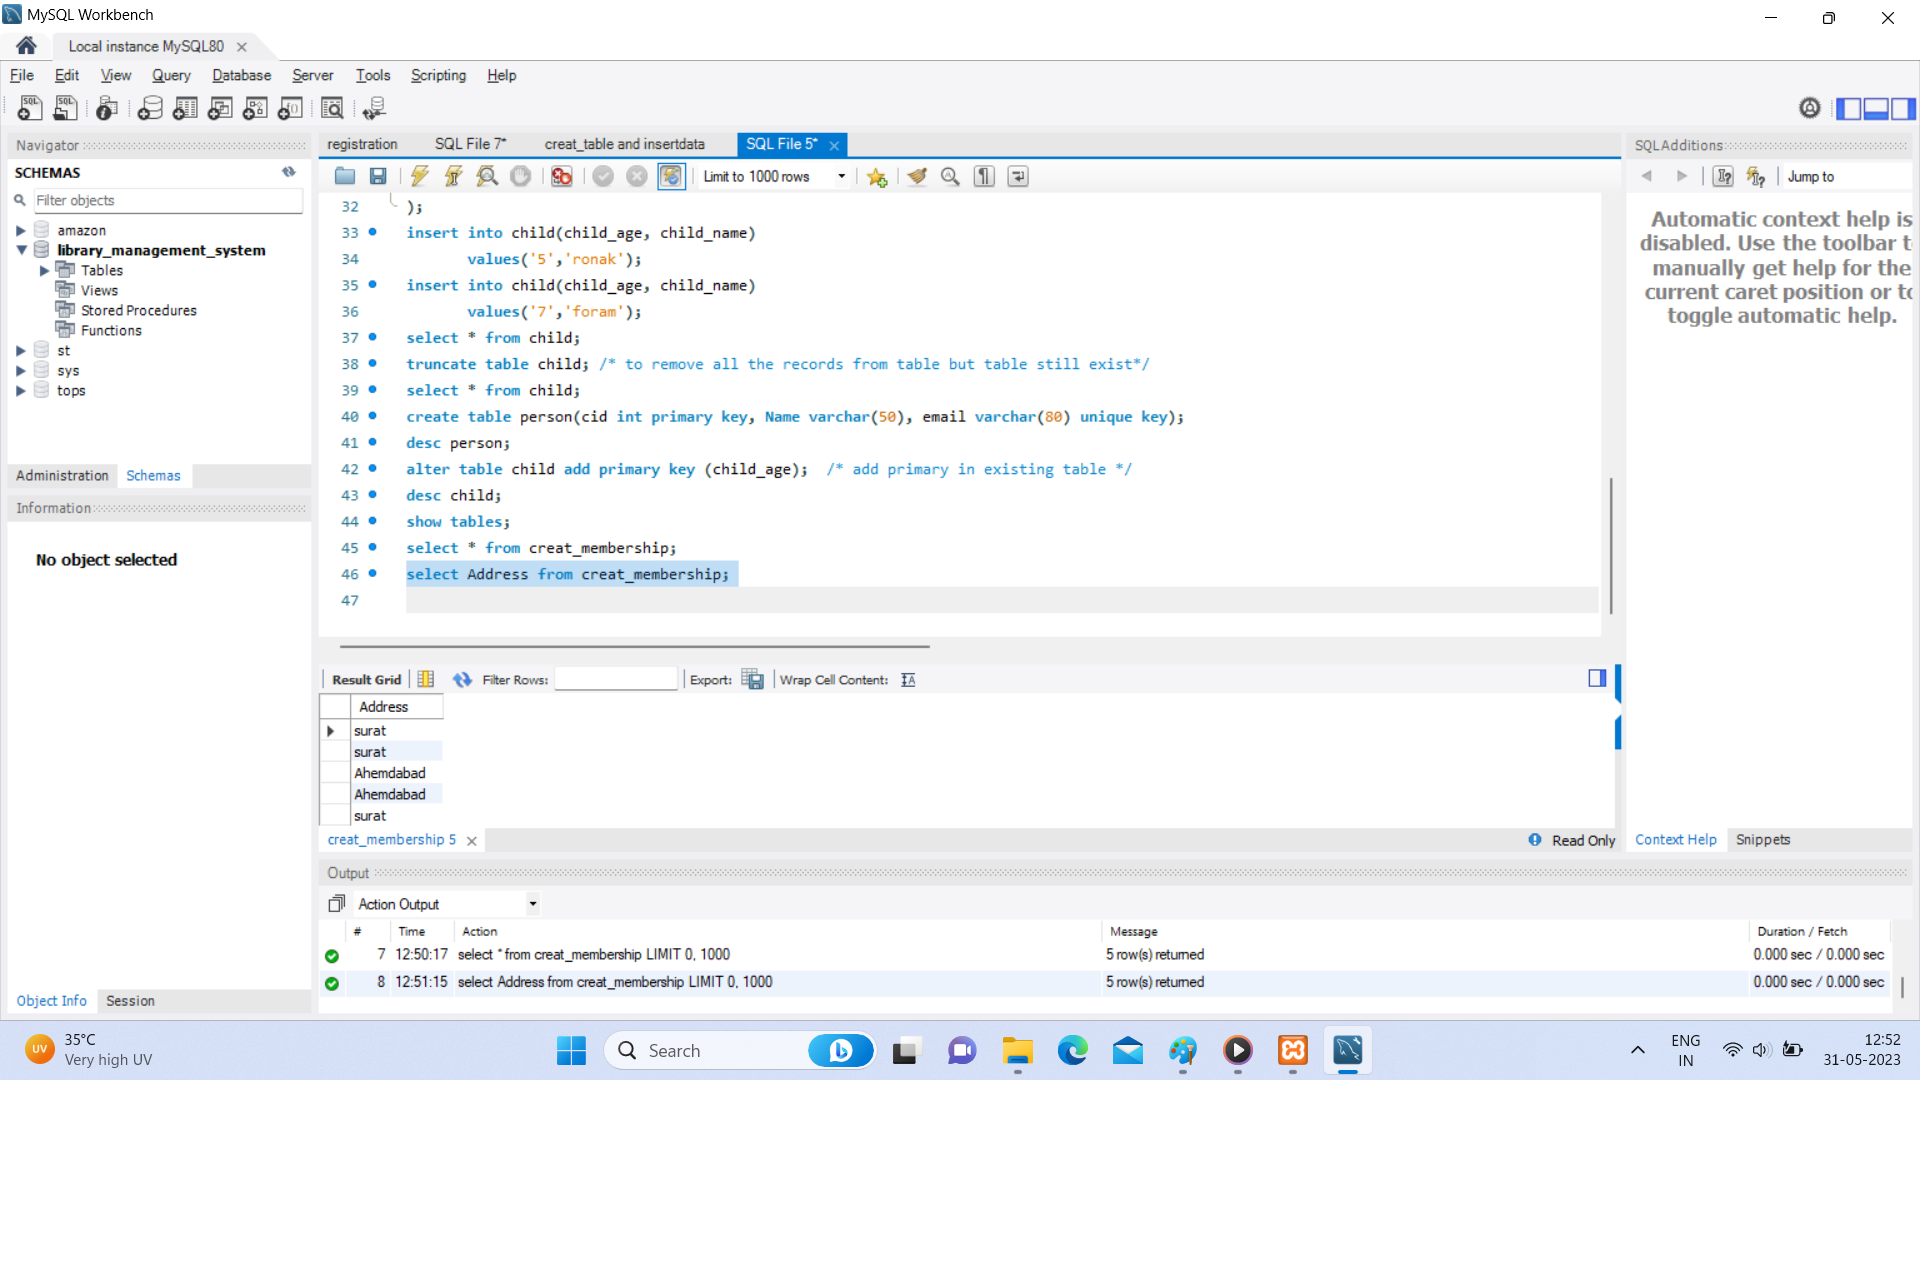 MySQL Workbench
Local instance MySQL80
File Edit View Query Database Server Tools Scripting Help
Navigator
SCHEMAS
Filter objects
amazon
library_management_system
Tables
Views
Stored Procedures
Functions
st
sys
tops
Administration Schemas
Information
No object selected
Object Info Session
registration SQL File 7* creat_table and insertdata SQL File 5*
Limit to 1000 rows
32 );
33 insert into child(child_age, child_name)
34 values('5','ronak');
35 insert into child(child_age, child_name)
36 values('7','foram');
37 select * from child;
38 truncate table child; /* to remove all the records from table but table still exist*/
39 select * from child;
40 create table person(cid int primary key, Name varchar(50), email varchar(80) unique key);
41 desc person;
42 alter table child add primary key (child_age); /* add primary in existing table */
43 desc child;
44 show tables;
45 select * from creat_membership;
46 select Address from creat_membership;
47
Result Grid Filter Rows: Export: Wrap Cell Content:
Address
surat
surat
Ahemdabad
Ahemdabad
surat
creat_membership 5 Read Only
Output
Action Output
# Time Action Message Duration / Fetch
7 12:50:17 select * from creat_membership LIMIT 0, 1000 5 row(s) returned 0.000 sec / 0.000 sec
8 12:51:15 select Address from creat_membership LIMIT 0, 1000 5 row(s) returned 0.000 sec / 0.000 sec
SQLAdditions
Jump to
Automatic context help is
disabled. Use the toolbar t
manually get help for the
current caret position or to
toggle automatic help.
Context Help Snippets
UV
35°C
Very high UV
Search
ENG
IN
12:52
31-05-2023